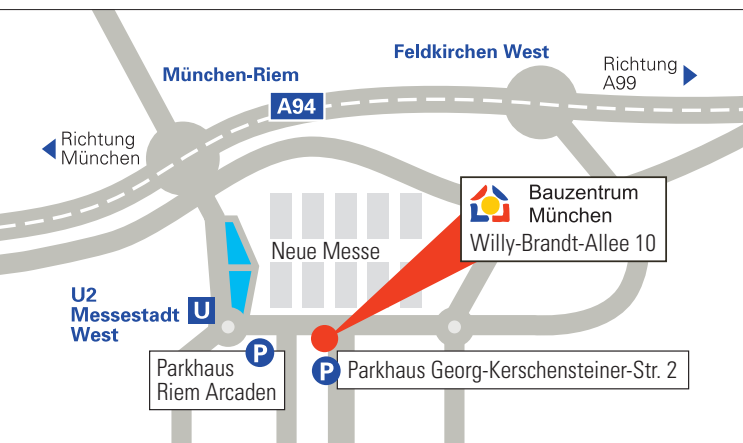 Feldkirchen West
München-Riem
Richtung
A99
A94
Richtung
München
Bauzentrum
München
Willy-Brandt-Allee 10
Neue Messe
U2
Messestadt
West
U
P
Parkhaus
Riem Arcaden
P
Parkhaus Georg-Kerschensteiner-Str. 2